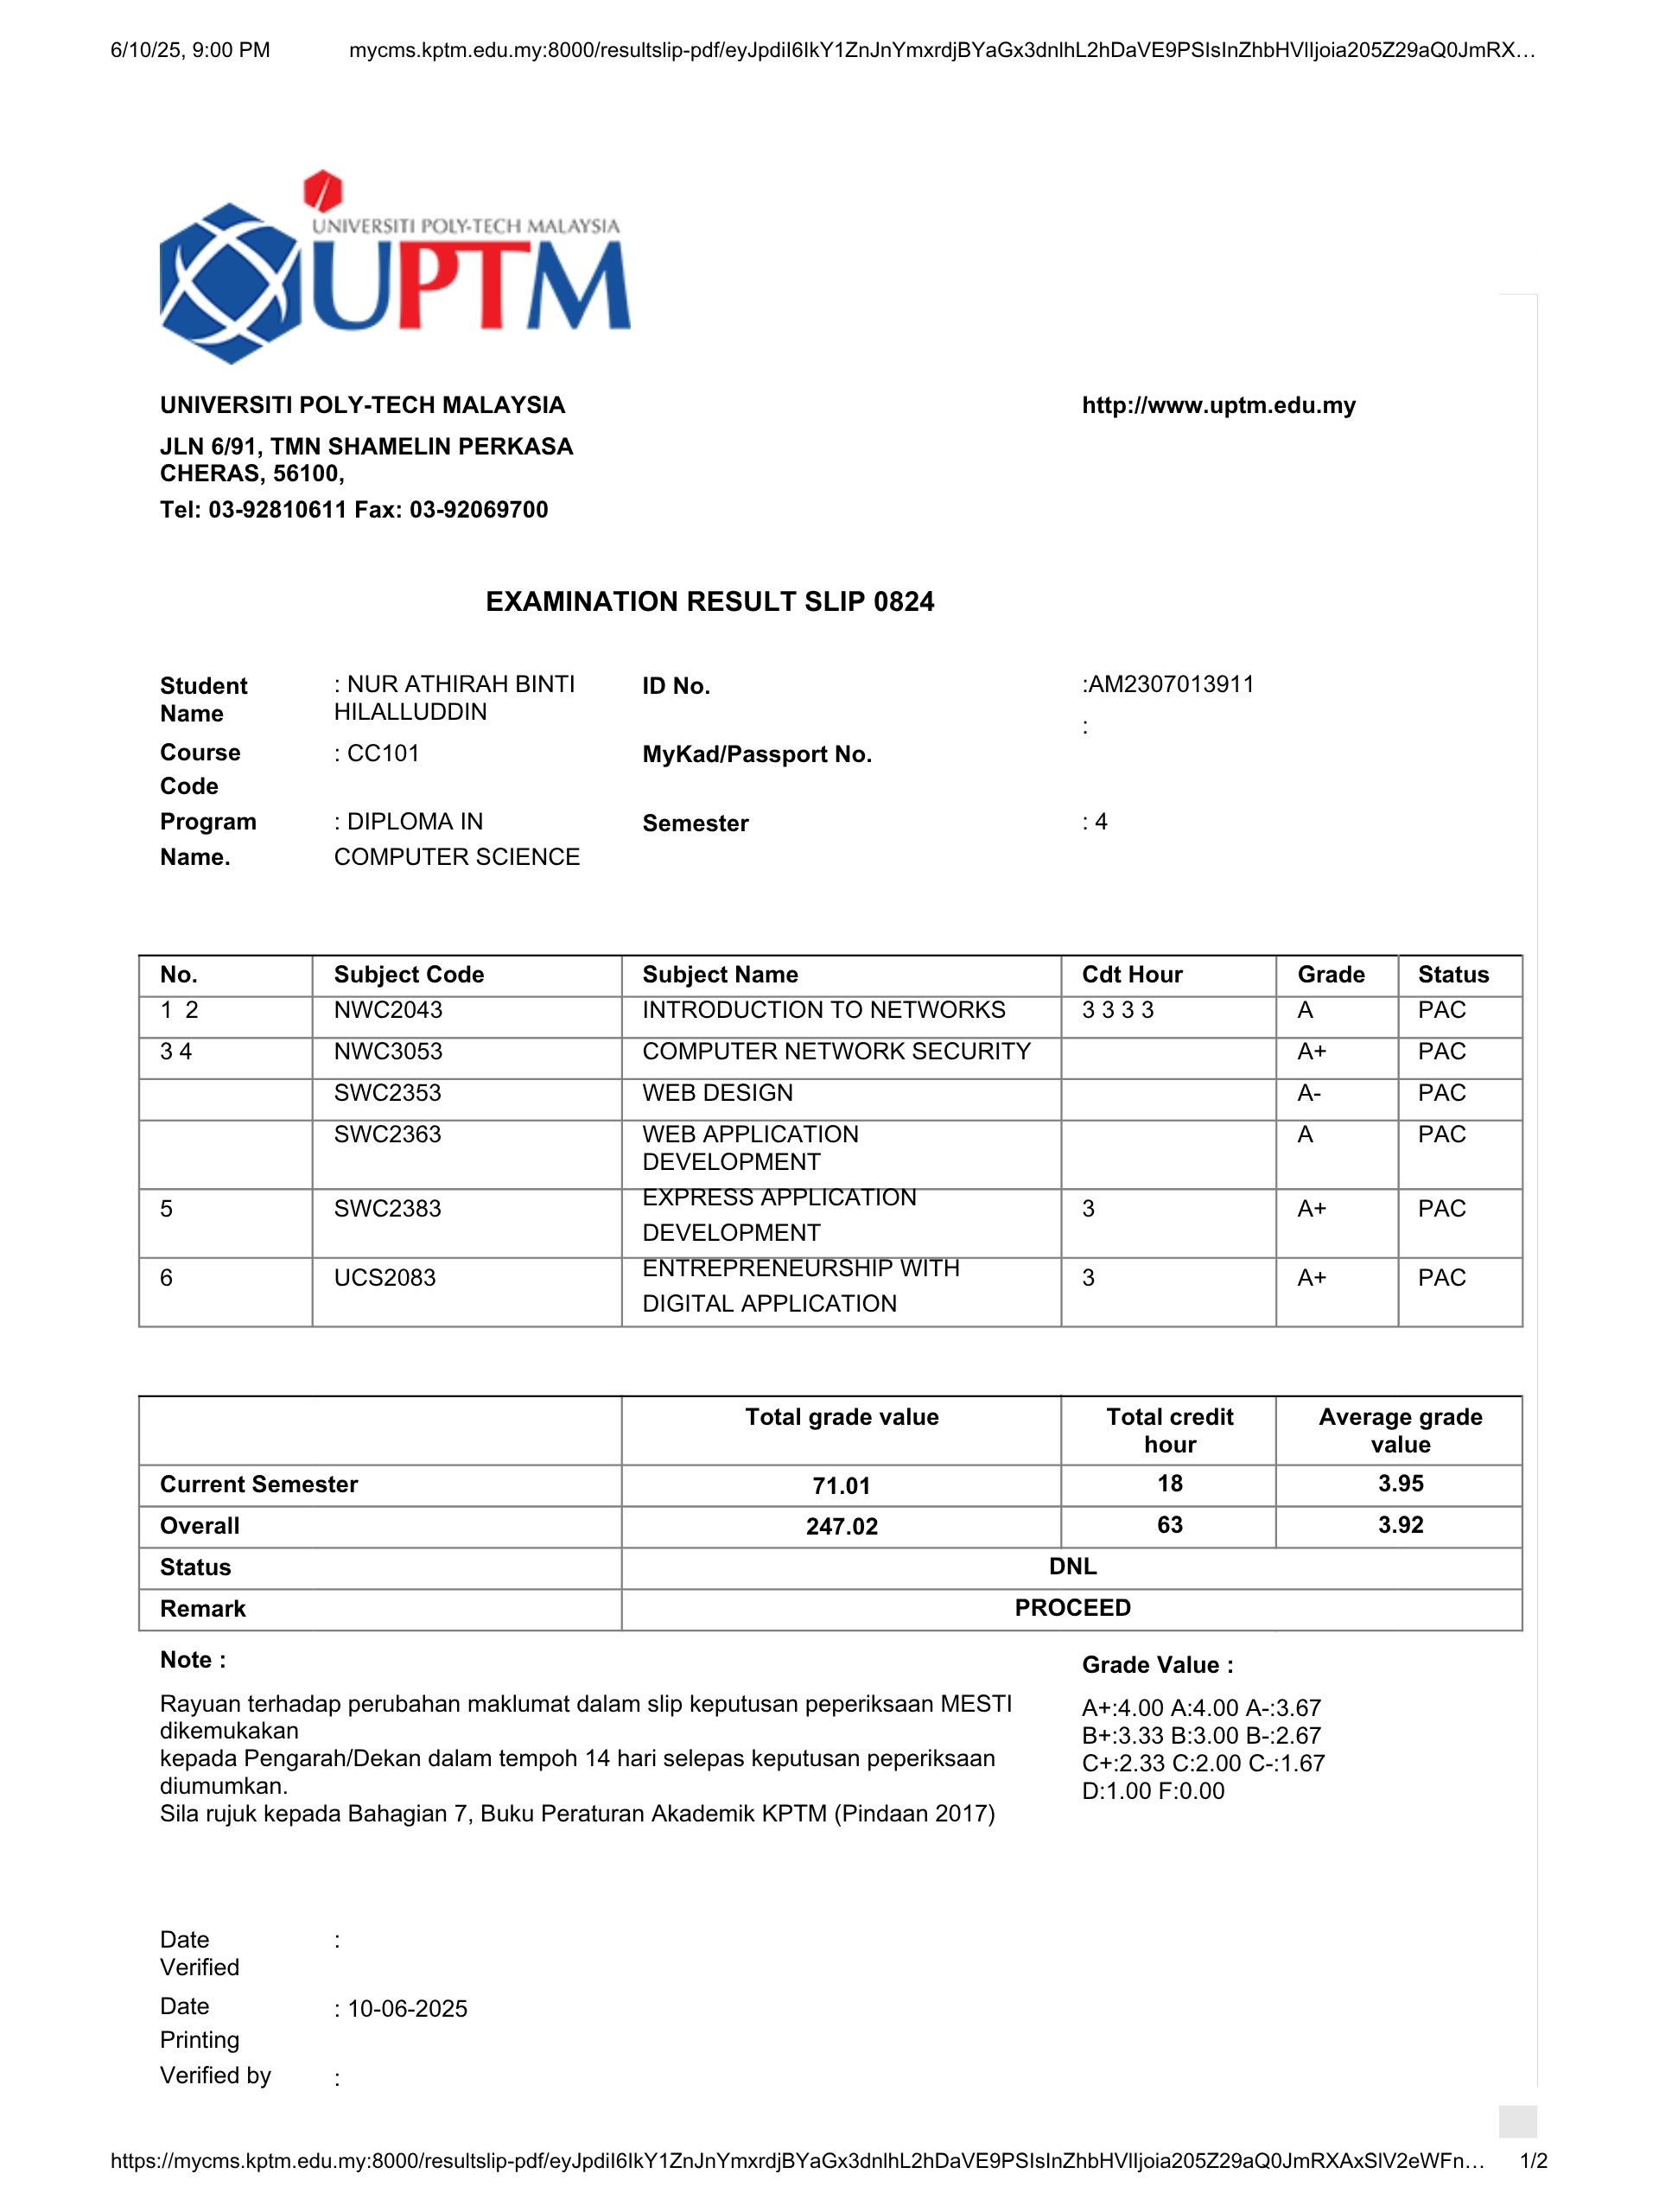 6/10/25, 9:00 PM mycms.kptm.edu.my:8000/resultslip-pdf/eyJpdiI6IkY1ZnJnYmxrdjBYaGx3dnlhL2hDaVE9PSIsInZhbHVlIjoia205Z29aQ0JmRX…
UNIVERSITI POLY-TECH MALAYSIA
UPTM
UNIVERSITI POLY-TECH MALAYSIA http://www.uptm.edu.my
JLN 6/91, TMN SHAMELIN PERKASA
CHERAS, 56100,
Tel: 03-92810611 Fax: 03-92069700
EXAMINATION RESULT SLIP 0824
Student Name : NUR ATHIRAH BINTI HILALLUDDIN ID No. :AM2307013911
Course Code : CC101 MyKad/Passport No. :
Program Name. : DIPLOMA IN COMPUTER SCIENCE Semester : 4
No. Subject Code Subject Name Cdt Hour Grade Status
1 2 NWC2043 INTRODUCTION TO NETWORKS 3 3 3 3 A PAC
3 4 NWC3053 COMPUTER NETWORK SECURITY A+ PAC
SWC2353 WEB DESIGN A- PAC
SWC2363 WEB APPLICATION DEVELOPMENT A PAC
5 SWC2383 EXPRESS APPLICATION DEVELOPMENT 3 A+ PAC
6 UCS2083 ENTREPRENEURSHIP WITH DIGITAL APPLICATION 3 A+ PAC
Total grade value Total credit hour Average grade value
Current Semester 71.01 18 3.95
Overall 247.02 63 3.92
Status DNL
Remark PROCEED
Note :
Rayuan terhadap perubahan maklumat dalam slip keputusan peperiksaan MESTI
dikemukakan
kepada Pengarah/Dekan dalam tempoh 14 hari selepas keputusan peperiksaan
diumumkan.
Sila rujuk kepada Bahagian 7, Buku Peraturan Akademik KPTM (Pindaan 2017)
Grade Value :
A+:4.00 A:4.00 A-:3.67
B+:3.33 B:3.00 B-:2.67
C+:2.33 C:2.00 C-:1.67
D:1.00 F:0.00
Date Verified :
Date Printing : 10-06-2025
Verified by :
https://mycms.kptm.edu.my:8000/resultslip-pdf/eyJpdiI6IkY1ZnJnYmxrdjBYaGx3dnlhL2hDaVE9PSIsInZhbHVlIjoia205Z29aQ0JmRXAxSlV2eWFn… 1/2